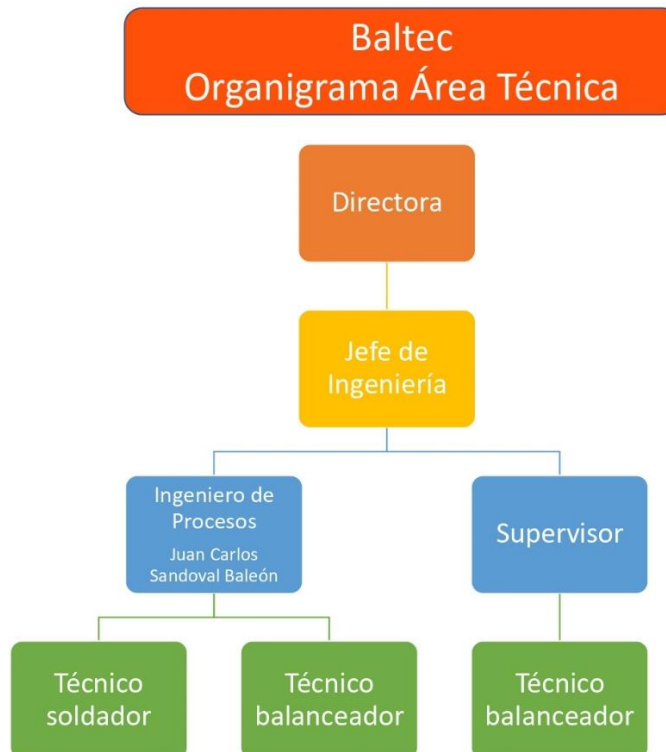 Baltec
Organigrama Área Técnica
Directora
Jefe de
Ingeniería
Ingeniero de
Procesos
Juan Carlos
Sandoval Baleón
Supervisor
Técnico
soldador
Técnico
balanceador
Técnico
balanceador